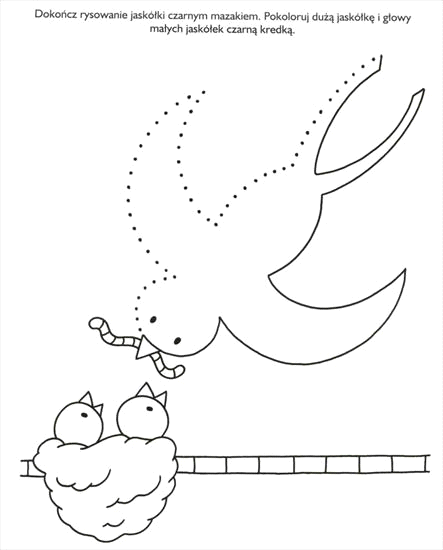 Dokończ rysowanie jaskółki czarnym mazakiem. Pokoloruj dużą jaskółkę i głowy
małych jaskółek czarną kredką.